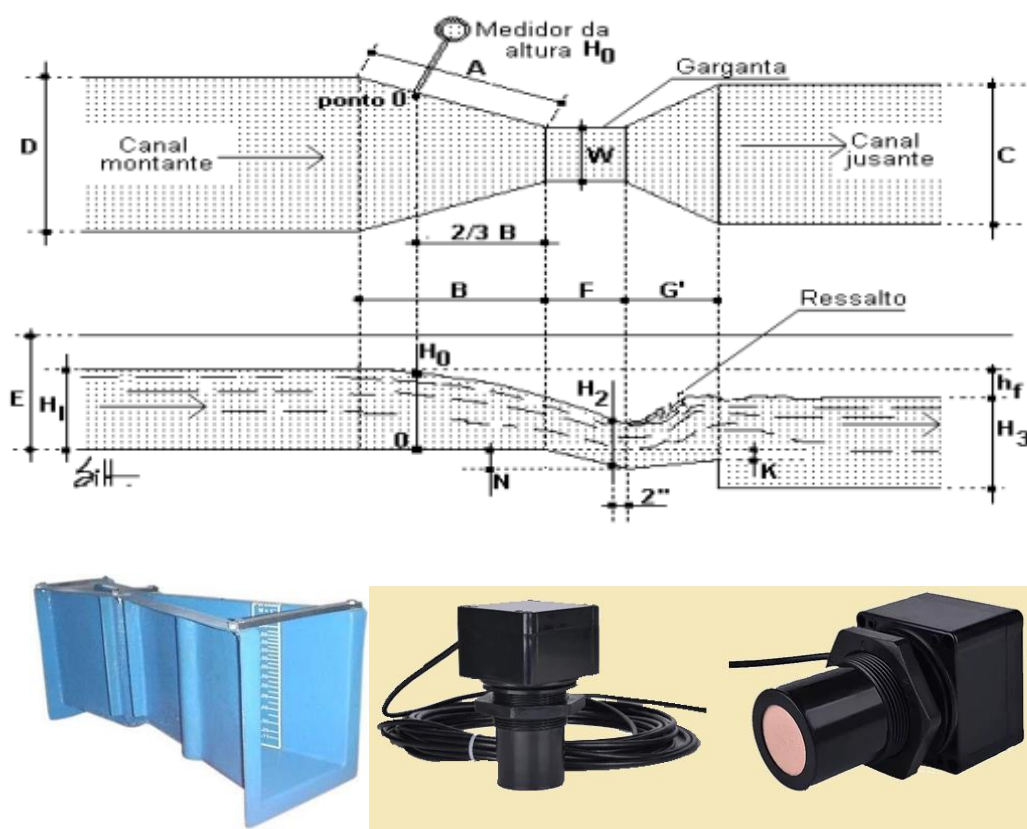 Medidor da
altura H0
A
Garganta
ponto 0
D
Canal
montante
W
Canal
jusante
C
2/3 B
B
F
G'
Ressalto
H0
H2
hf
E
H1
0
H3
N
K
2"